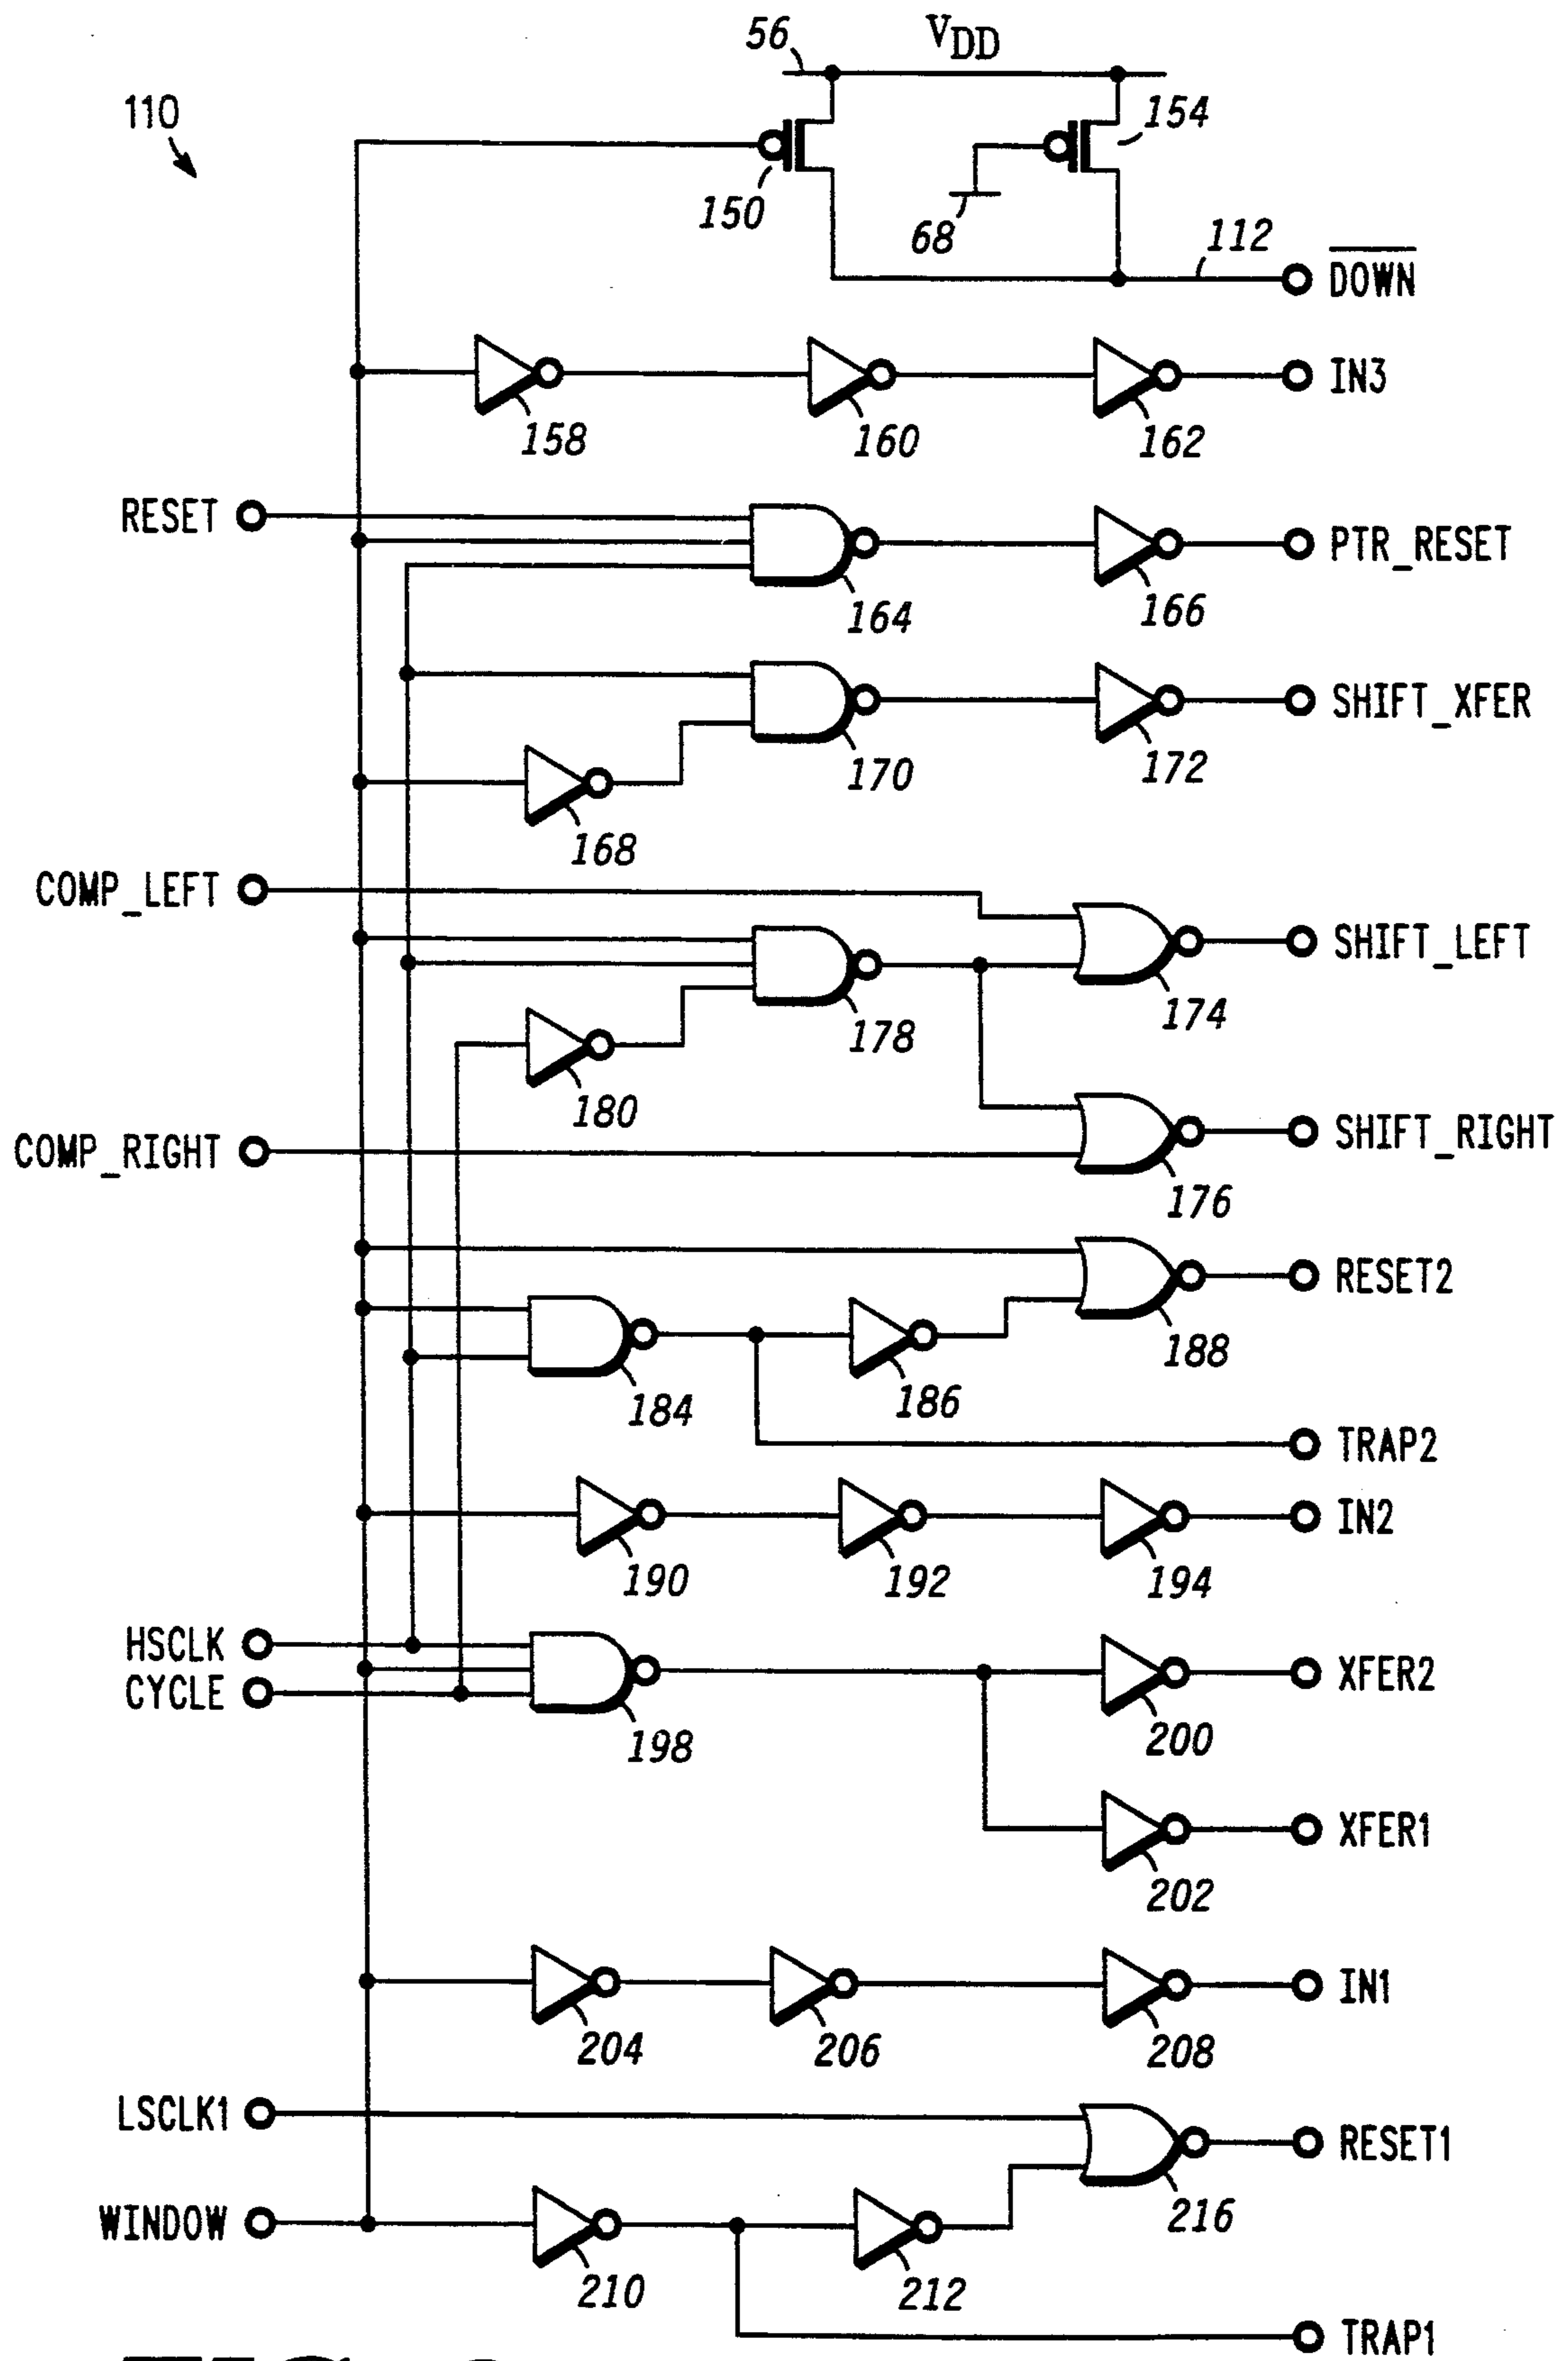 56
V_DD
110
154
150
68
112
DOWN
IN3
158
160
162
RESET
PTR_RESET
164
166
SHIFT_XFER
170
172
168
COMP_LEFT
SHIFT_LEFT
174
178
180
COMP_RIGHT
SHIFT_RIGHT
176
RESET2
188
186
184
TRAP2
IN2
190
192
194
HSCLK
CYCLE
XFER2
198
200
XFER1
202
IN1
204
206
208
LSCLK1
RESET1
216
WINDOW
210
212
TRAP1